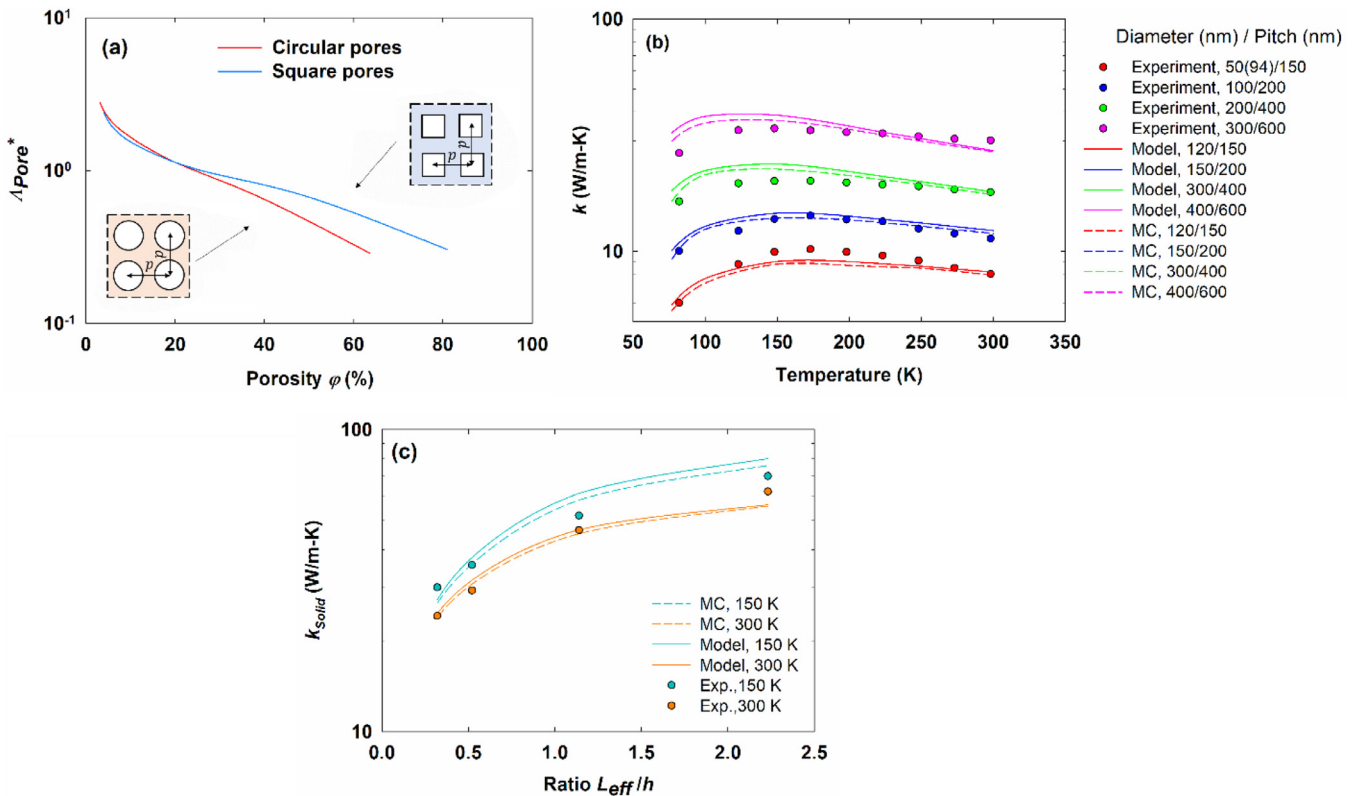 (a)
Circular pores
Square pores
10¹
10⁰
10⁻¹
Λ_Pore*
d
d
d
d
0 20 40 60 80 100
Porosity φ (%)
(b)
100
10
k (W/m-K)
50 100 150 200 250 300 350
Temperature (K)
Diameter (nm) / Pitch (nm)
Experiment, 50(94)/150
Experiment, 100/200
Experiment, 200/400
Experiment, 300/600
Model, 120/150
Model, 150/200
Model, 300/400
Model, 400/600
MC, 120/150
MC, 150/200
MC, 300/400
MC, 400/600
(c)
100
10
k_Solid (W/m-K)
MC, 150 K
MC, 300 K
Model, 150 K
Model, 300 K
Exp.,150 K
Exp.,300 K
0.0 0.5 1.0 1.5 2.0 2.5
Ratio L_eff/h